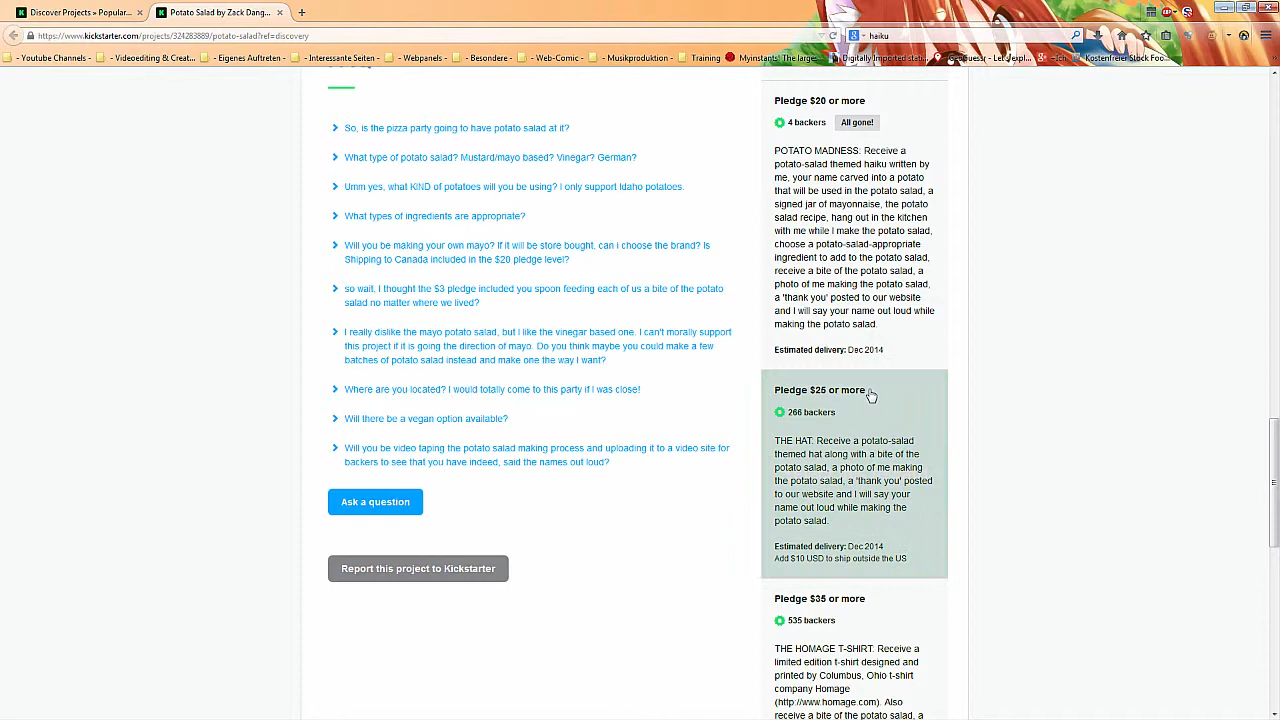 Discover Projects » Popular...
Potato Salad by Zack Dang...
https://www.kickstarter.com/projects/324283889/potato-salad?ref=discovery
haiku
- Youtube Channels -
- Video Editing & Creat...
- Interessante Seiten -
- Webpanels -
- Besondere -
- Web-Comic -
- Musikproduktion -
Training
Myinstants! The large
GeoGuessr - Let's expl...
Kostenfreier Stock Foo...
So, is the pizza party going to have potato salad at it?
What type of potato salad? Mustard/mayo based? Vinegar? German?
Umm yes, what KIND of potatoes will you be using? I only support Idaho potatoes.
What types of ingredients are appropriate?
Will you be making your own mayo? If it will be store bought, can i choose the brand? Is
Shipping to Canada included in the $20 pledge level?
so wait, I thought the $3 pledge included you spoon feeding each of us a bite of the potato
salad no matter where we lived?
I really dislike the mayo potato salad, but I like the vinegar based one. I can't morally support
this project if it is going the direction of mayo. Do you think maybe you could make a few
batches of potato salad instead and make one the way I want?
Where are you located? I would totally come to this party if I was close!
Will there be a vegan option available?
Will you be video taping the potato salad making process and uploading it to a video site for
backers to see that you have indeed, said the names out loud?
Ask a question
Report this project to Kickstarter
Pledge $20 or more
4 backers All gone!
POTATO MADNESS: Receive a
potato-salad themed haiku written by
me, your name carved into a potato
that will be used in the potato salad, a
signed jar of mayonnaise, the potato
salad recipe, hang out in the kitchen
with me while I make the potato salad,
choose a potato-salad-appropriate
ingredient to add to the potato salad,
receive a bite of the potato salad, a
photo of me making the potato salad,
a 'thank you' posted to our website
and I will say your name out loud while
making the potato salad.
Estimated delivery: Dec 2014
Pledge $25 or more
266 backers
THE HAT: Receive a potato-salad
themed hat along with a bite of the
potato salad, a photo of me making
the potato salad, a 'thank you' posted
to our website and I will say your
name out loud while making the
potato salad.
Estimated delivery: Dec 2014
Add $10 USD to ship outside the US
Pledge $35 or more
535 backers
THE HOMAGE T-SHIRT: Receive a
limited edition t-shirt designed and
printed by Columbus, Ohio t-shirt
company Homage
(http://www.homage.com). Also
receive a bite of the potato salad, a